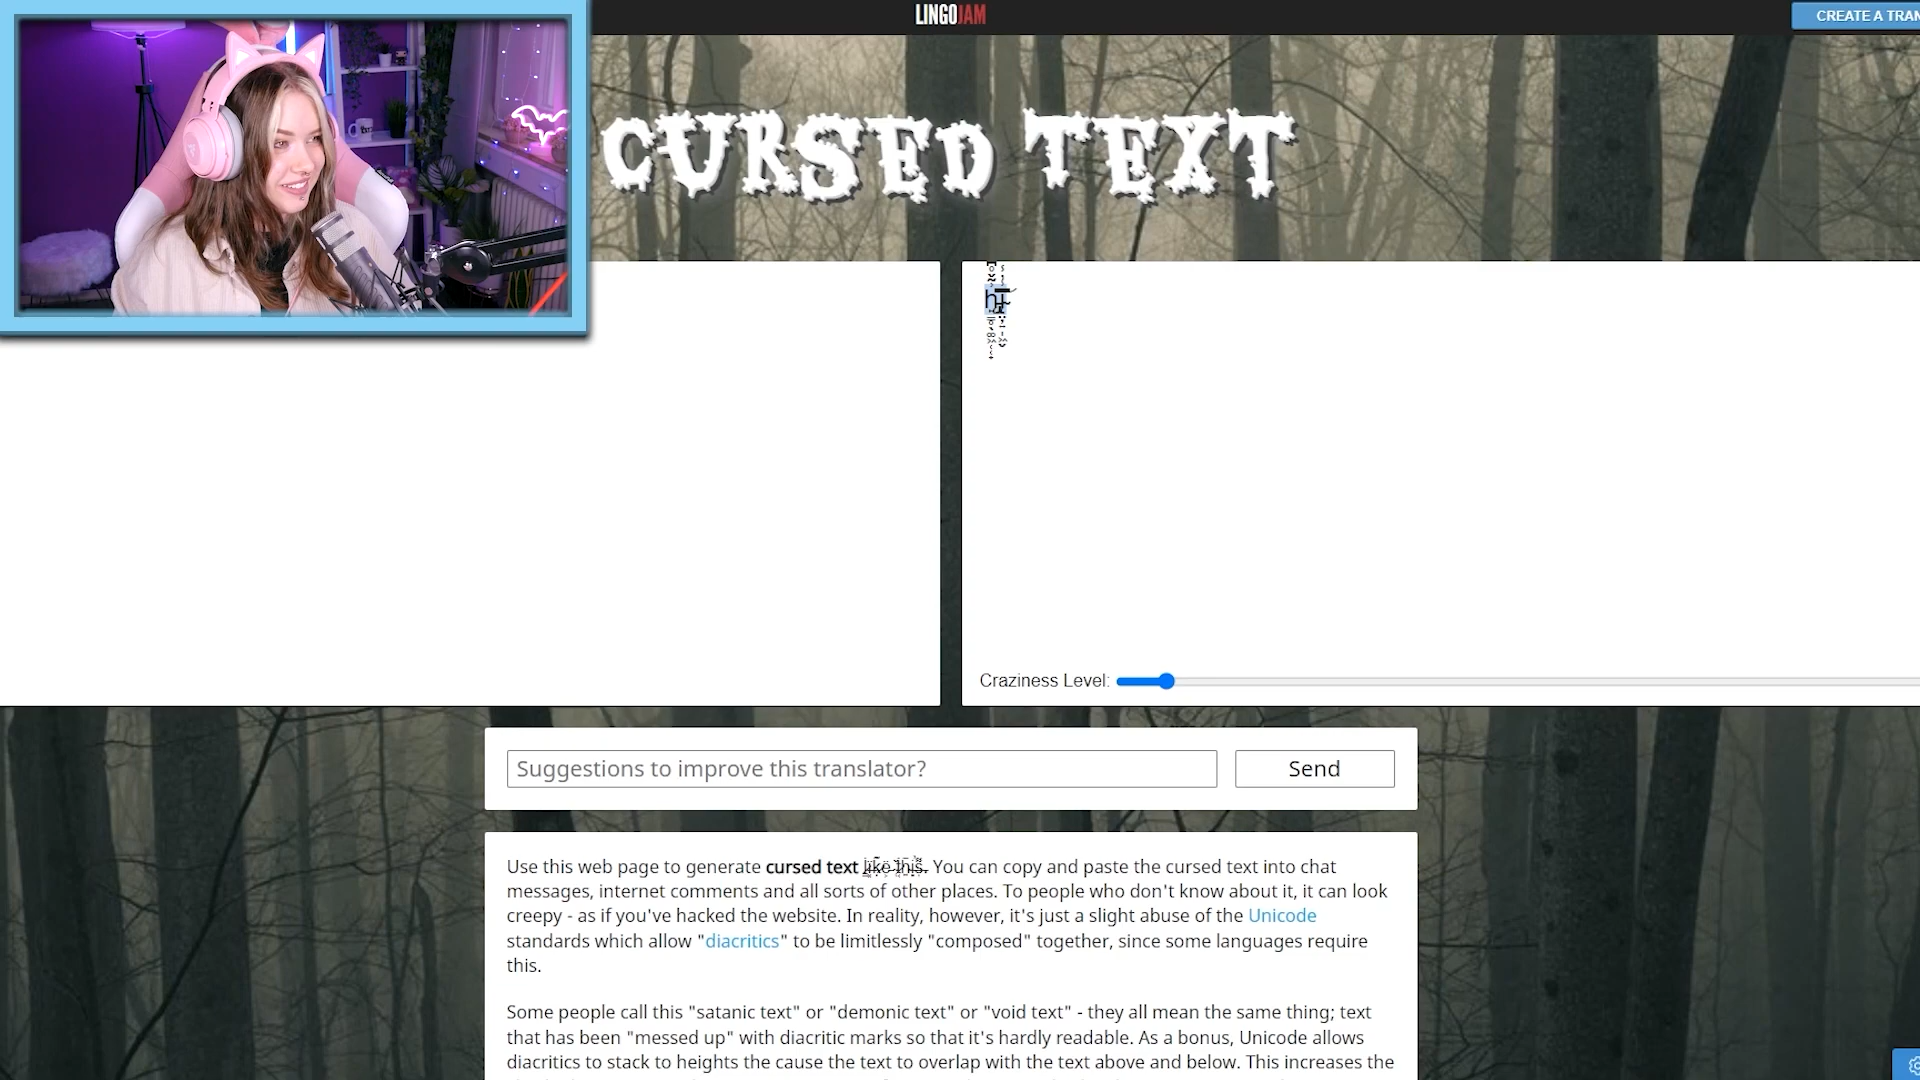 LINGOJAM
CREATE A TRAN
CURSED TEXT
hi
Craziness Level:
Suggestions to improve this translator?
Send
Use this web page to generate cursed text like this. You can copy and paste the cursed text into chat
messages, internet comments and all sorts of other places. To people who don't know about it, it can look
creepy - as if you've hacked the website. In reality, however, it's just a slight abuse of the Unicode
standards which allow "diacritics" to be limitlessly "composed" together, since some languages require
this.
Some people call this "satanic text" or "demonic text" or "void text" - they all mean the same thing; text
that has been "messed up" with diacritic marks so that it's hardly readable. As a bonus, Unicode allows
diacritics to stack to heights the cause the text to overlap with the text above and below. This increases the